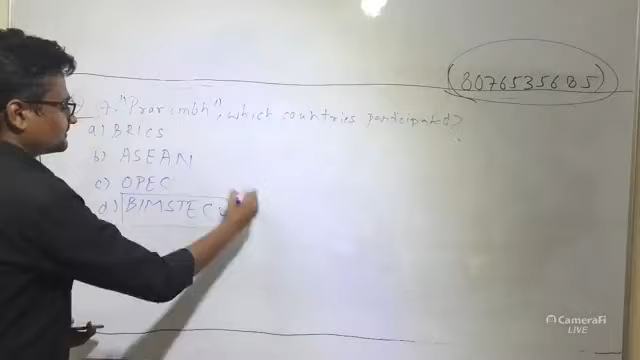 (8076535685)
7. "Prarambh", which countries participated?
a) BRICS
b) ASEAN
c) OPEC
d) BIMSTEC
CameraFi
LIVE